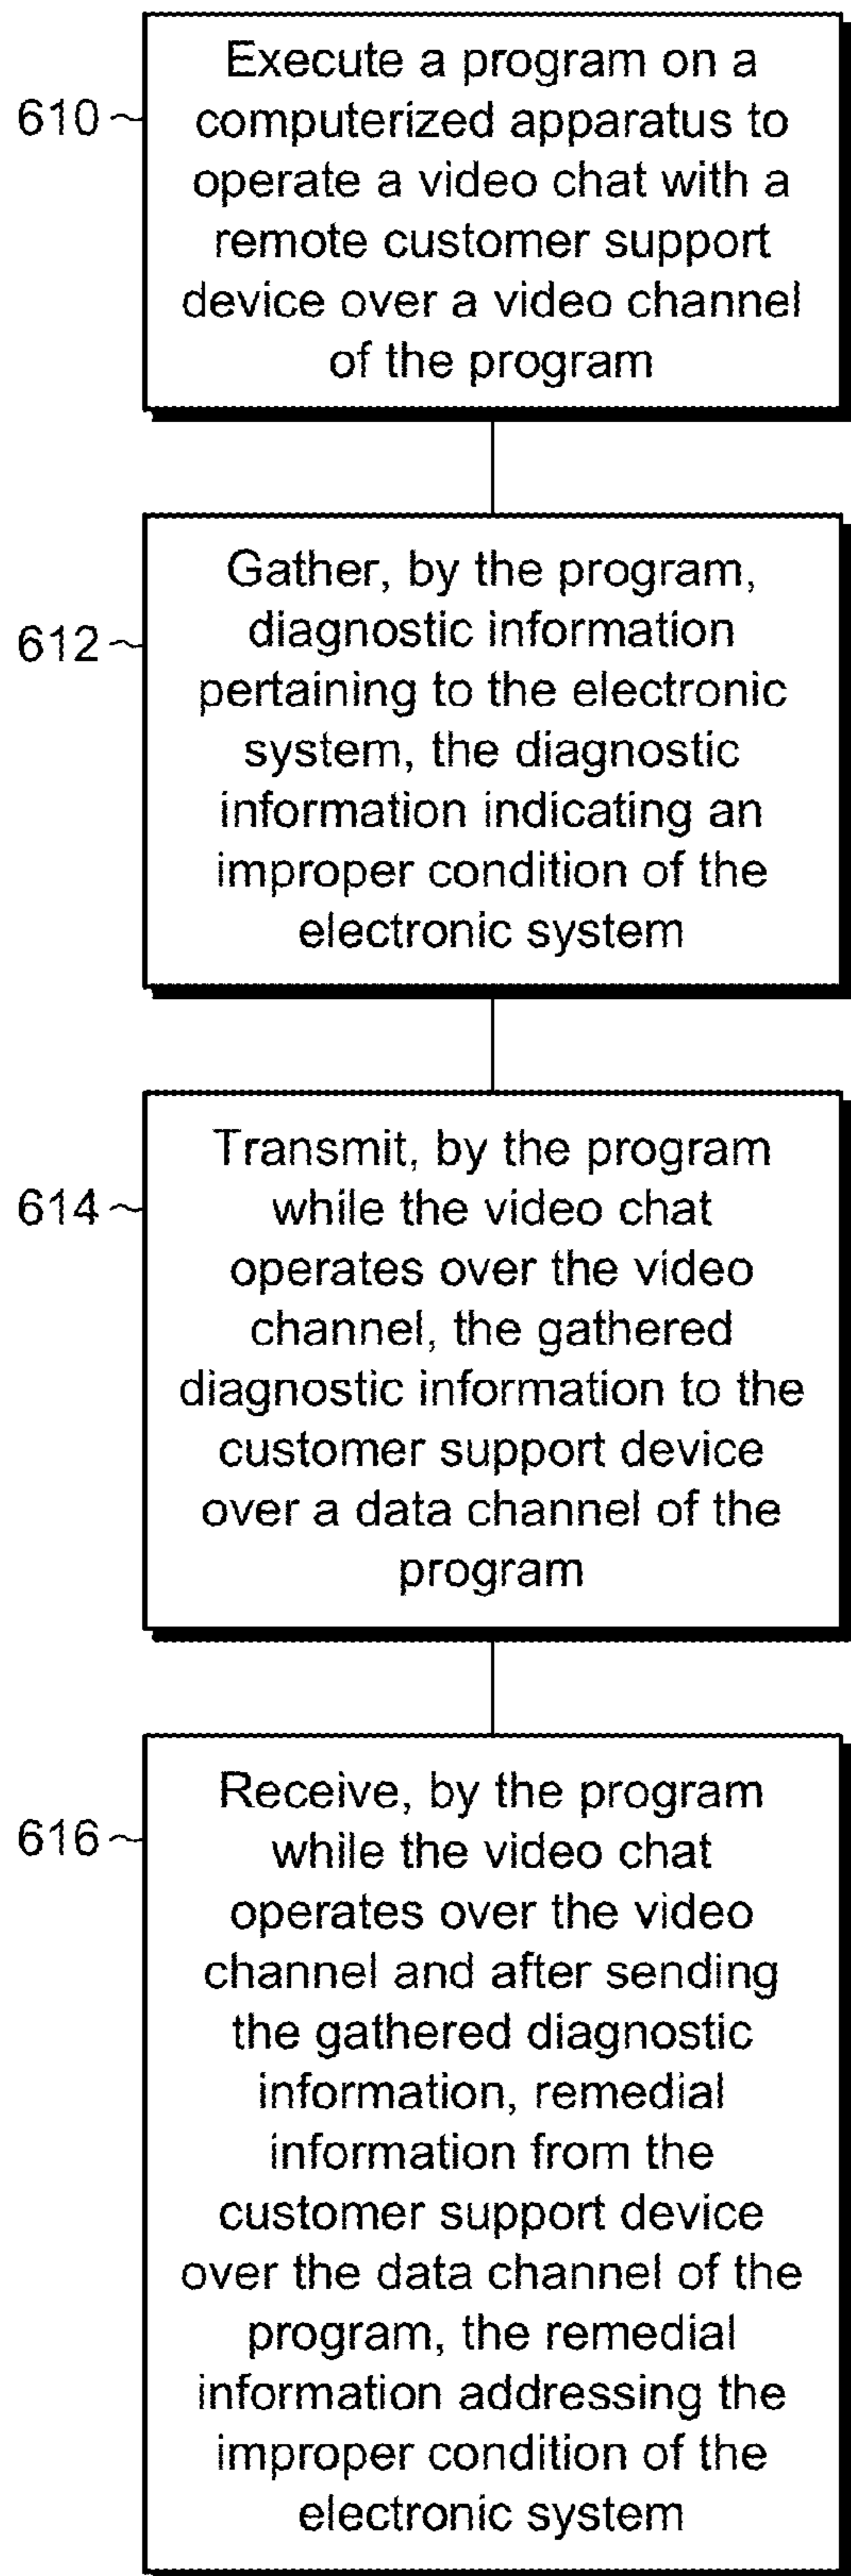 Execute a program on a
610
computerized apparatus to
operate a video chat with a
remote customer support
device over a video channel
of the program
Gather, by the program,
diagnostic information
612
pertaining to the electronic
system, the diagnostic
information indicating an
improper condition of the
electronic system
Transmit, by the program
614
while the video chat
operates over the video
channel, the gathered
diagnostic information to the
customer support device
over a data channel of the
program
Receive, by the program
616
while the video chat
operates over the video
channel and after sending
the gathered diagnostic
information, remedial
information from the
customer support device
over the data channel of the
program, the remedial
information addressing the
improper condition of the
electronic system